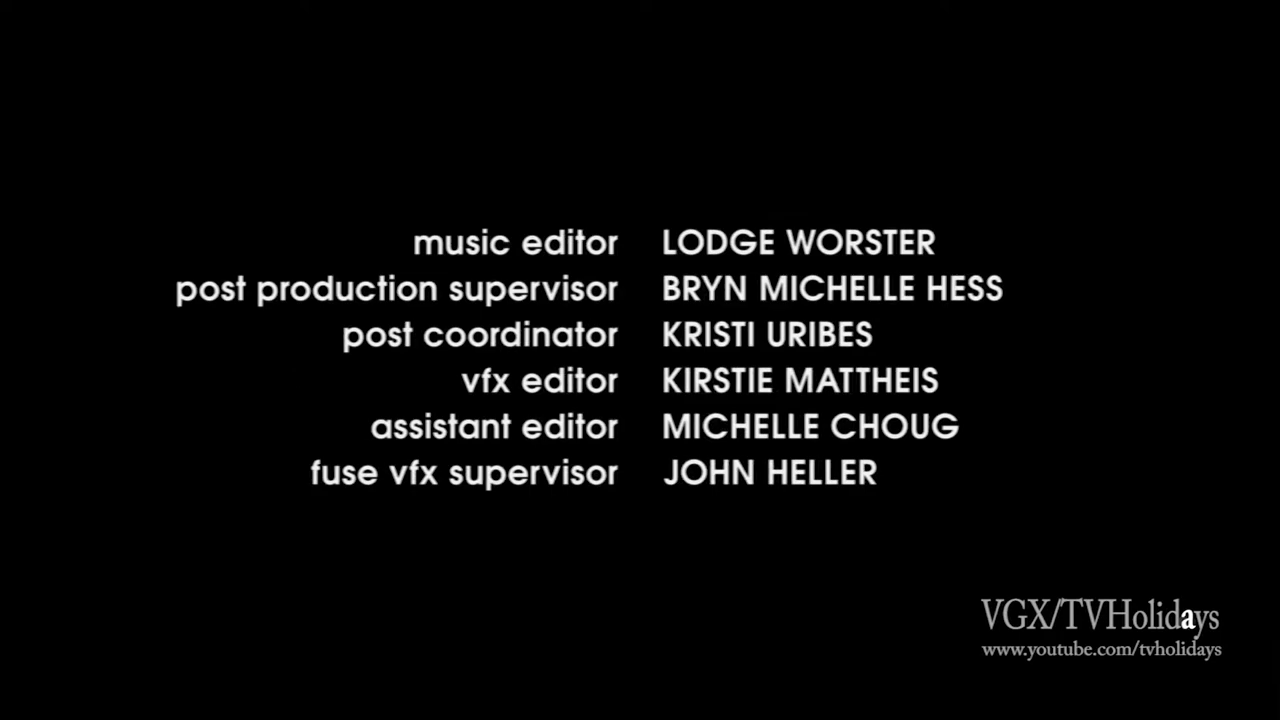 music editor LODGE WORSTER
post production supervisor BRYN MICHELLE HESS
post coordinator KRISTI URIBES
vfx editor KIRSTIE MATTHEIS
assistant editor MICHELLE CHOUG
fuse vfx supervisor JOHN HELLER
VGX/TVHolidays
www.youtube.com/tvholidays